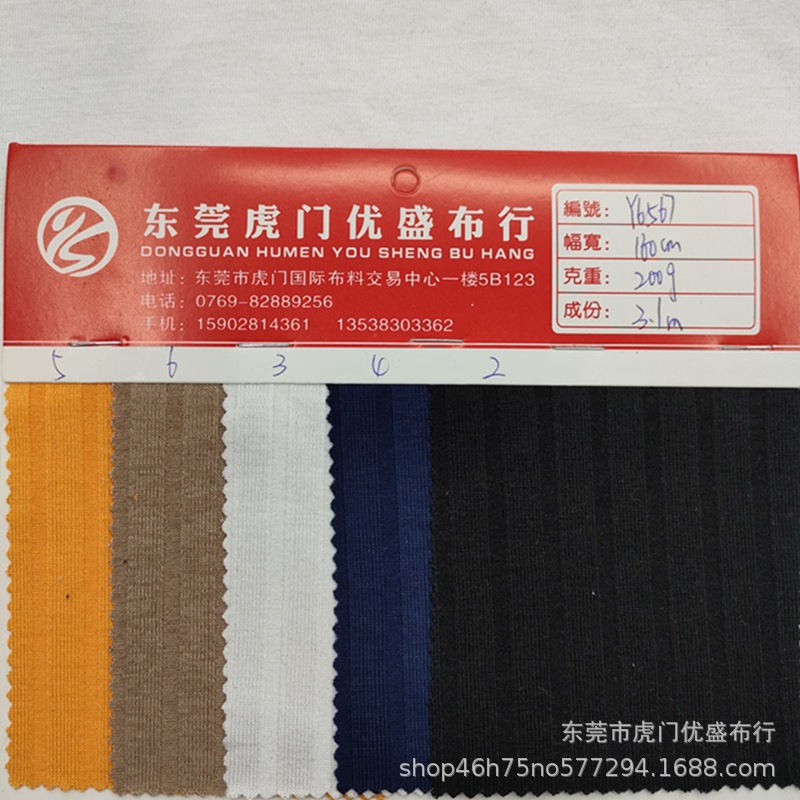 东莞虎门优盛布行
DONGGUAN HUMEN YOU SHENG BU HANG
地址：东莞市虎门国际布料交易中心一楼5B123
电话：0769-82889256
手机：15902814361 13538303362
編號：Y6567
幅寬：160cm
克重：200g
成份：3.1m
5 6 3 4 2
东莞市虎门优盛布行
shop46h75no577294.1688.com